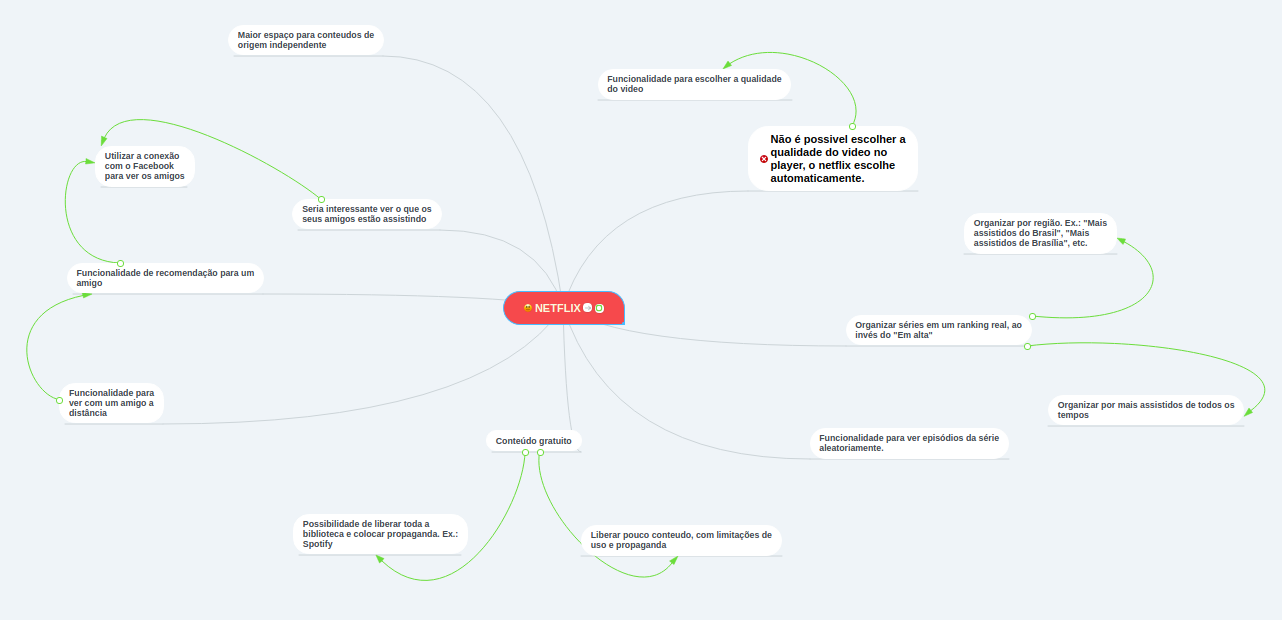 Maior espaço para conteudos de
origem independente
Funcionalidade para escolher a qualidade
do video
Não é possivel escolher a
qualidade do video no
player, o netflix escolhe
automaticamente.
Utilizar a conexão
com o Facebook
para ver os amigos
Seria interessante ver o que os
seus amigos estão assistindo
Organizar por região. Ex.: "Mais
assistidos do Brasil", "Mais
assistidos de Brasília", etc.
Funcionalidade de recomendação para um
amigo
NETFLIX
Organizar séries em um ranking real, ao
invés do "Em alta"
Funcionalidade para
ver com um amigo a
distância
Organizar por mais assistidos de todos os
tempos
Conteúdo gratuito
Funcionalidade para ver episódios da série
aleatoriamente.
Possibilidade de liberar toda a
biblioteca e colocar propaganda. Ex.:
Spotify
Liberar pouco conteudo, com limitações de
uso e propaganda